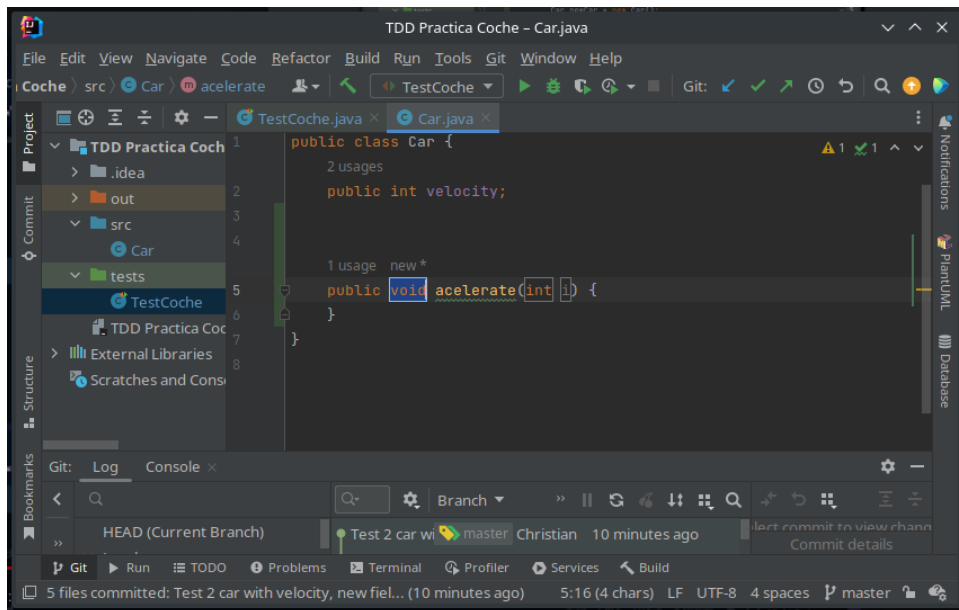 TDD Practica Coche – Car.java
File Edit View Navigate Code Refactor Build Run Tools Git Window Help
Coche src Car acelerate TestCoche Git:
Project
Commit
Structure
Bookmarks
TDD Practica Coch
.idea
out
src
Car
tests
TestCoche
TDD Practica Coc
External Libraries
Scratches and Cons
TestCoche.java Car.java
1 public class Car {
2 usages
2 public int velocity;
3
4
1 usage new *
5 public void acelerate(int i) {
6 }
7 }
8
1 1
Notifications
PlantUML
Database
Git: Log Console
Branch
HEAD (Current Branch)
Test 2 car wi master Christian 10 minutes ago
lect commit to view chang
Commit details
Git Run TODO Problems Terminal Profiler Services Build
5 files committed: Test 2 car with velocity, new fiel... (10 minutes ago) 5:16 (4 chars) LF UTF-8 4 spaces master